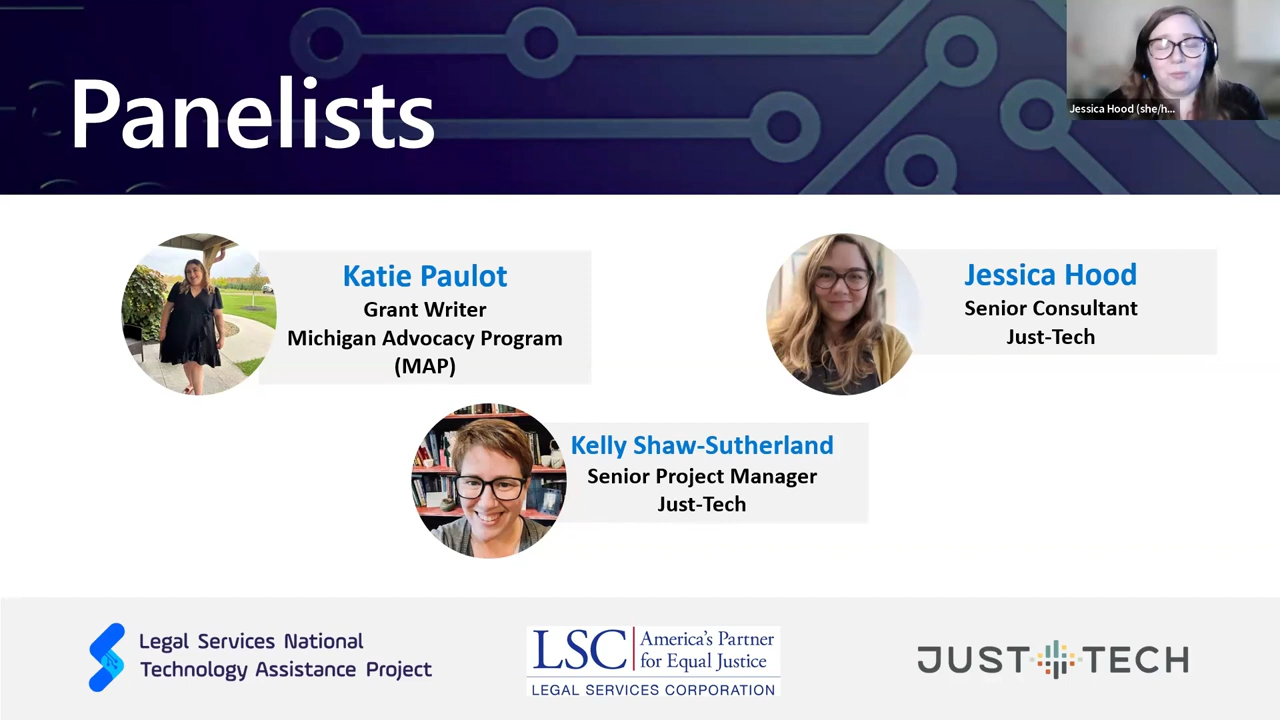 Panelists
Jessica Hood (she/h...
Katie Paulot
Grant Writer
Michigan Advocacy Program
(MAP)
Jessica Hood
Senior Consultant
Just-Tech
Kelly Shaw-Sutherland
Senior Project Manager
Just-Tech
Legal Services National
Technology Assistance Project
LSC
America's Partner
for Equal Justice
LEGAL SERVICES CORPORATION
JUST TECH